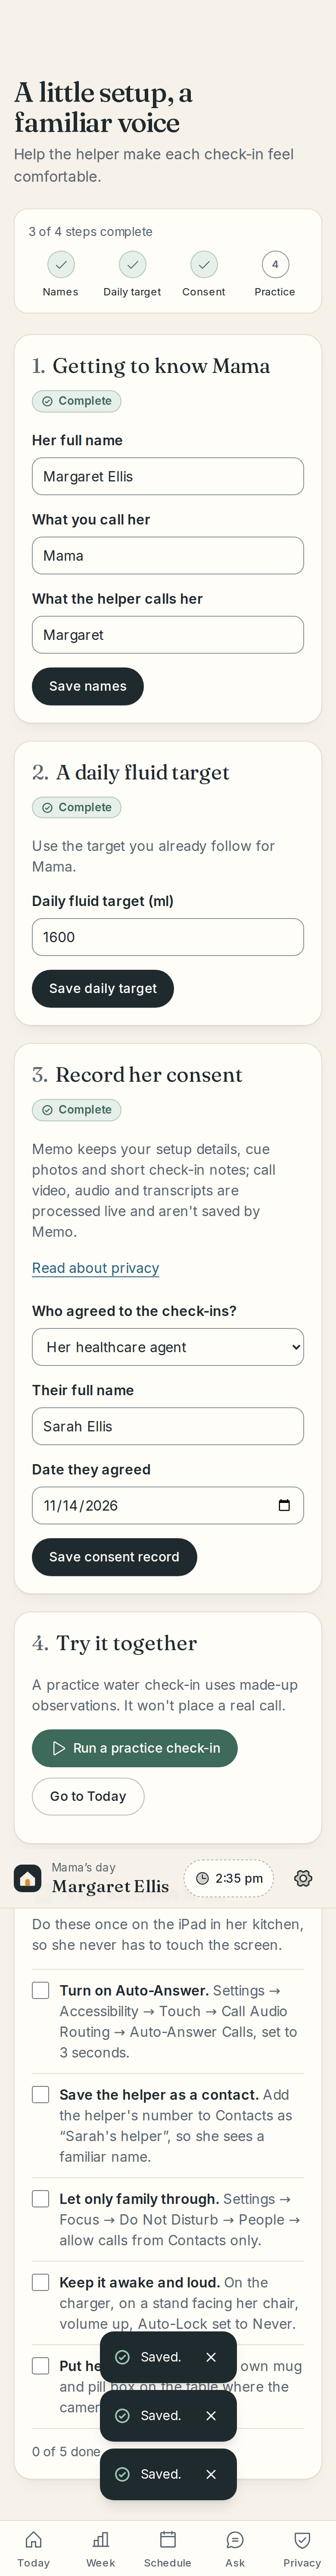 A little setup, a
familiar voice
Help the helper make each check-in feel
comfortable.
3 of 4 steps complete
4
Names
Daily target
Consent
Practice
1. Getting to know Mama
Complete
Her full name
Margaret Ellis
What you call her
Mama
What the helper calls her
Margaret
Save names
2. A daily fluid target
Complete
Use the target you already follow for
Mama.
Daily fluid target (ml)
1600
Save daily target
3. Record her consent
Complete
Memo keeps your setup details, cue
photos and short check-in notes; call
video, audio and transcripts are
processed live and aren't saved by
Memo.
Read about privacy
Who agreed to the check-ins?
Her healthcare agent
Their full name
Sarah Ellis
Date they agreed
11/14/2026
Save consent record
4. Try it together
A practice water check-in uses made-up
observations. It won't place a real call.
Run a practice check-in
Go to Today
Mama's day
Margaret Ellis
2:35 pm
Do these once on the iPad in her kitchen,
so she never has to touch the screen.
Turn on Auto-Answer. Settings →
Accessibility → Touch → Call Audio
Routing → Auto-Answer Calls, set to
3 seconds.
Save the helper as a contact. Add
the helper's number to Contacts as
“Sarah's helper”, so she sees a
familiar name.
Let only family through. Settings →
Focus → Do Not Disturb → People →
allow calls from Contacts only.
Keep it awake and loud. On the
charger, on a stand facing her chair,
volume up, Auto-Lock set to Never.
Put own mug
and pill box on the table where the
Saved.
Saved.
Saved.
0 of 5 done
Today
Week
Schedule
Ask
Privacy